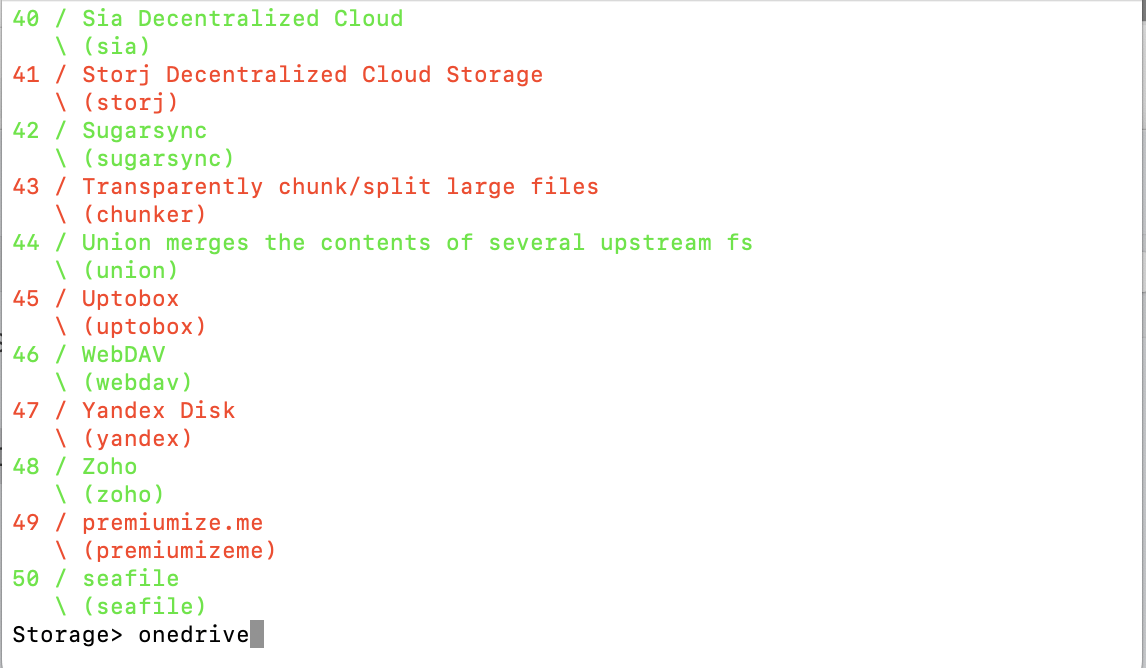 40 / Sia Decentralized Cloud
   \ (sia)
41 / Storj Decentralized Cloud Storage
   \ (storj)
42 / Sugarsync
   \ (sugarsync)
43 / Transparently chunk/split large files
   \ (chunker)
44 / Union merges the contents of several upstream fs
   \ (union)
45 / Uptobox
   \ (uptobox)
46 / WebDAV
   \ (webdav)
47 / Yandex Disk
   \ (yandex)
48 / Zoho
   \ (zoho)
49 / premiumize.me
   \ (premiumizeme)
50 / seafile
   \ (seafile)
Storage> onedrive